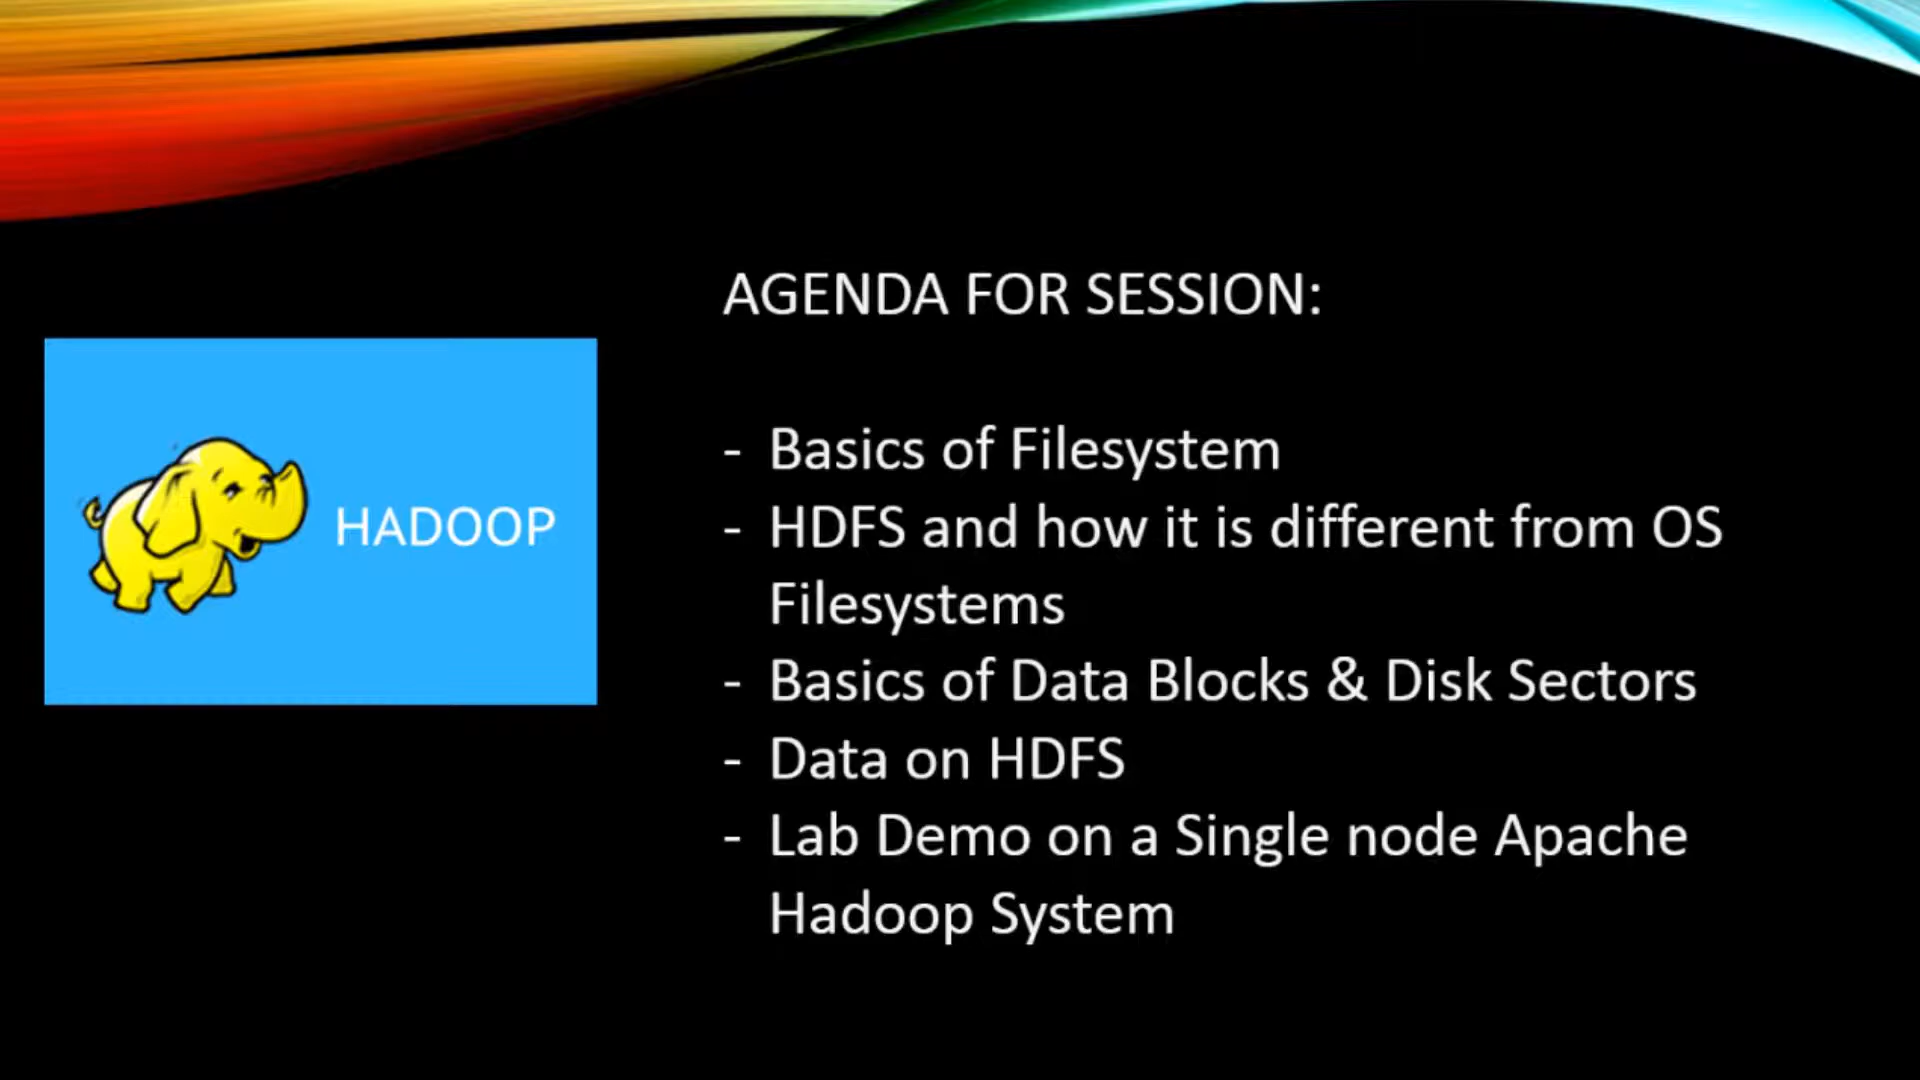 AGENDA FOR SESSION:
HADOOP
- Basics of Filesystem
- HDFS and how it is different from OS
Filesystems
- Basics of Data Blocks & Disk Sectors
- Data on HDFS
- Lab Demo on a Single node Apache
Hadoop System